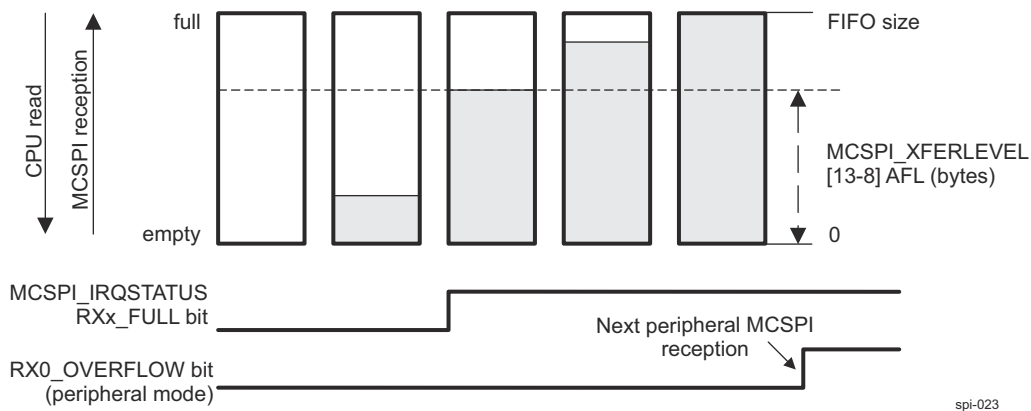 full
FIFO size
CPU read
MCSPI reception
MCSPI_XFERLEVEL
[13-8] AFL (bytes)
empty
0
MCSPI_IRQSTATUS
RXx_FULL bit
Next peripheral MCSPI
reception
RX0_OVERFLOW bit
(peripheral mode)
spi-023